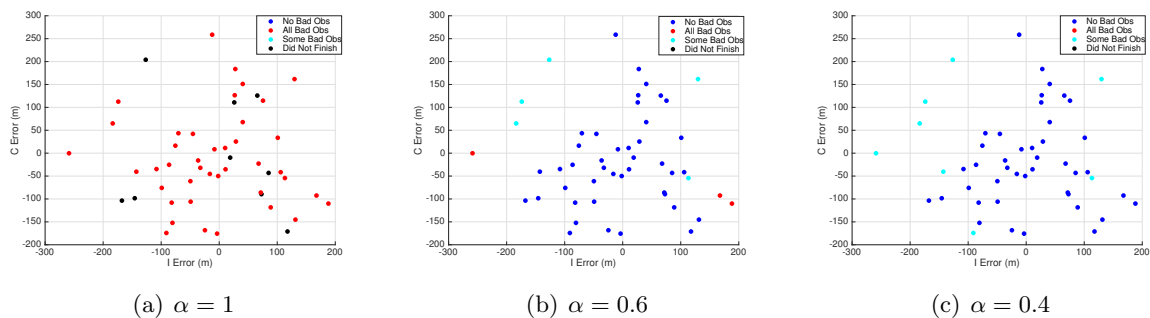 C Error (m)
300
250
200
150
100
50
0
-50
-100
-150
-200
-300 -200 -100 0 100 200
I Error (m)
No Bad Obs
All Bad Obs
Some Bad Obs
Did Not Finish
(a) α = 1
C Error (m)
300
250
200
150
100
50
0
-50
-100
-150
-200
-300 -200 -100 0 100 200
I Error (m)
No Bad Obs
All Bad Obs
Some Bad Obs
Did Not Finish
(b) α = 0.6
C Error (m)
300
250
200
150
100
50
0
-50
-100
-150
-200
-300 -200 -100 0 100 200
I Error (m)
No Bad Obs
All Bad Obs
Some Bad Obs
Did Not Finish
(c) α = 0.4